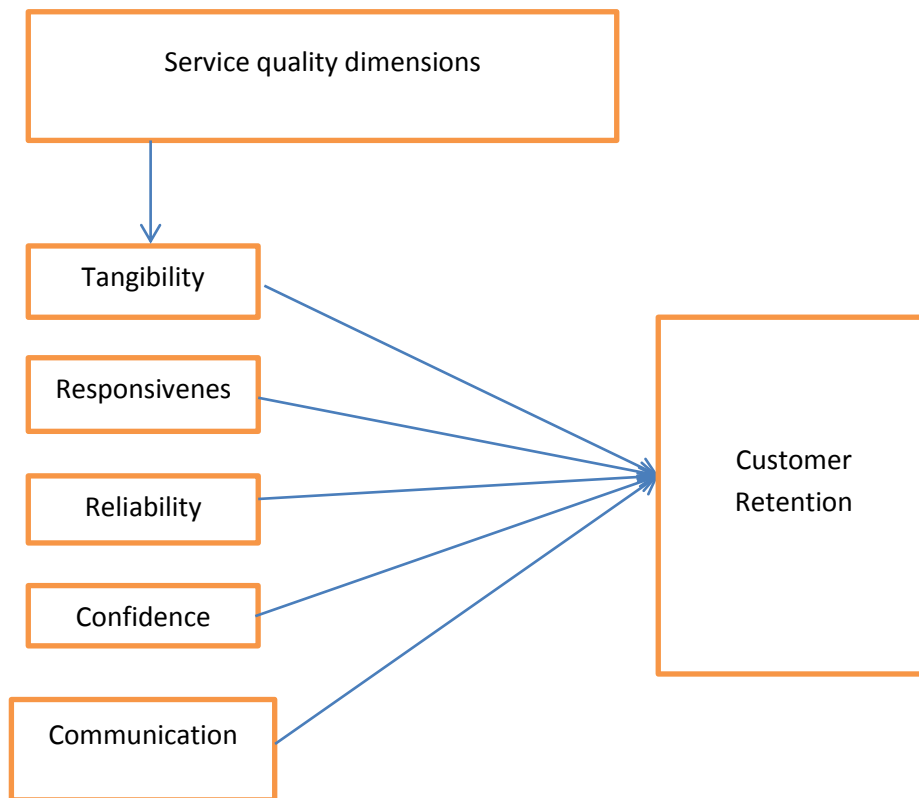 Service quality dimensions
Tangibility
Responsivenes
Reliability
Confidence
Communication
Customer
Retention